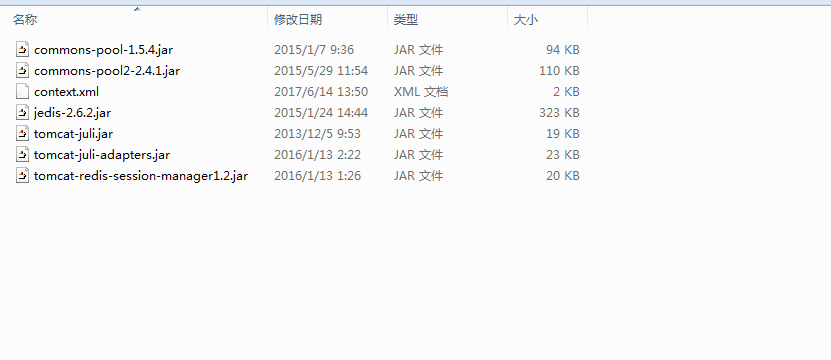 名称 修改日期 类型 大小
commons-pool-1.5.4.jar 2015/1/7 9:36 JAR 文件 94 KB
commons-pool2-2.4.1.jar 2015/5/29 11:54 JAR 文件 110 KB
context.xml 2017/6/14 13:50 XML 文档 2 KB
jedis-2.6.2.jar 2015/1/24 14:44 JAR 文件 323 KB
tomcat-juli.jar 2013/12/5 9:53 JAR 文件 19 KB
tomcat-juli-adapters.jar 2016/1/13 2:22 JAR 文件 23 KB
tomcat-redis-session-manager1.2.jar 2016/1/13 1:26 JAR 文件 20 KB